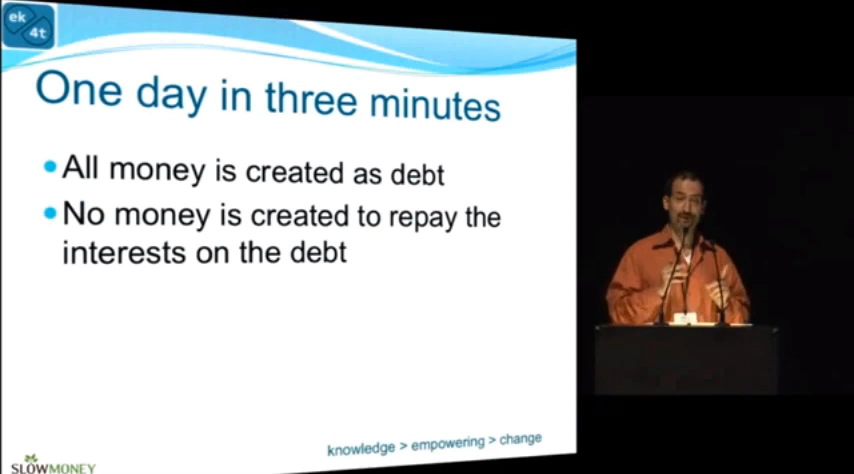 ek
4t
One day in three minutes
All money is created as debt
No money is created to repay the
interests on the debt
knowledge > empowering > change
SLOWMONEY